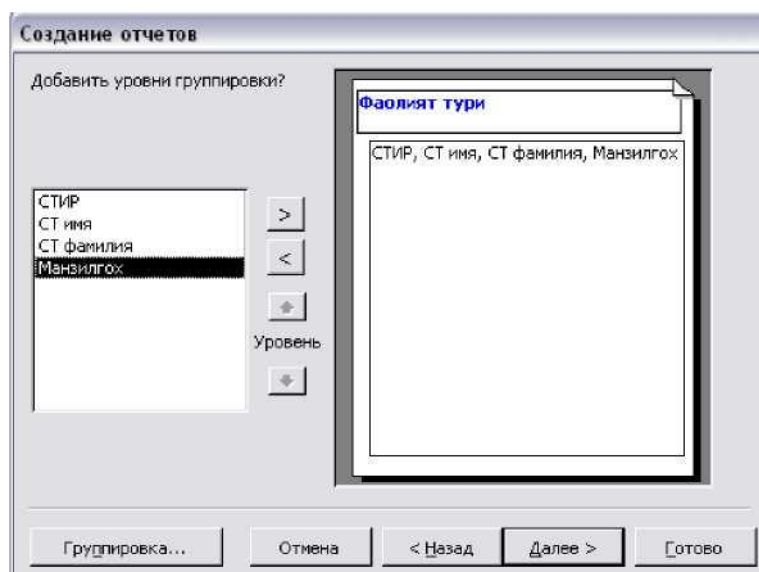 Создание отчетов
Добавить уровни группировки?
Фаолият тури
СТИР, СТ имя, СТ фамилия, Манзилгох
СТИР
СТ имя
СТ фамилия
Манзилгох
>
<
Уровень
Группировка...
Отмена
< Назад
Далее >
Готово